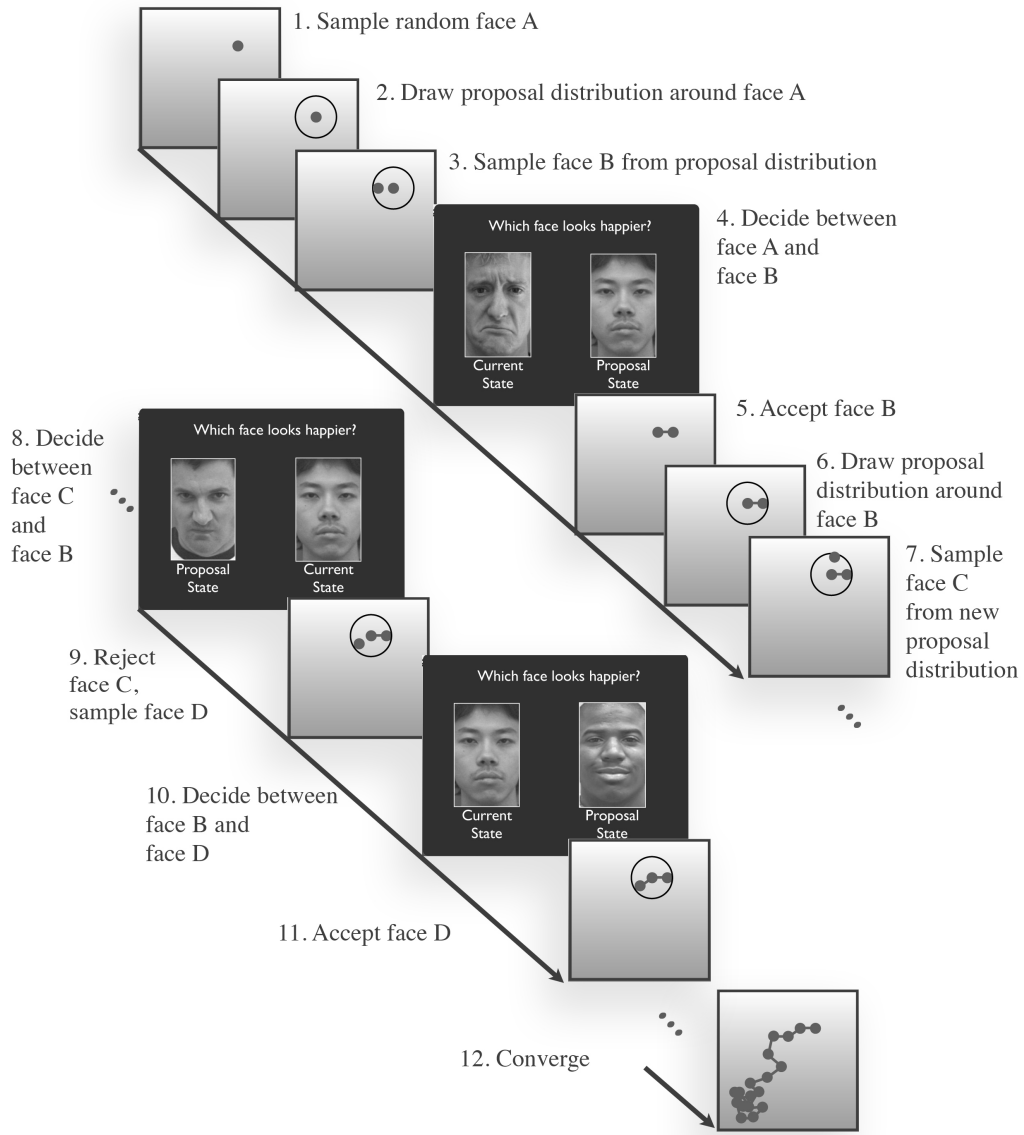 1. Sample random face A
2. Draw proposal distribution around face A
3. Sample face B from proposal distribution
Which face looks happier?
Current
State
Proposal
State
4. Decide between
face A and
face B
5. Accept face B
6. Draw proposal
distribution around
face B
7. Sample
face C
from new
proposal
distribution
8. Decide
between
face C
and
face B
Which face looks happier?
Proposal
State
Current
State
9. Reject
face C,
sample face D
Which face looks happier?
Current
State
Proposal
State
10. Decide between
face B and
face D
11. Accept face D
12. Converge